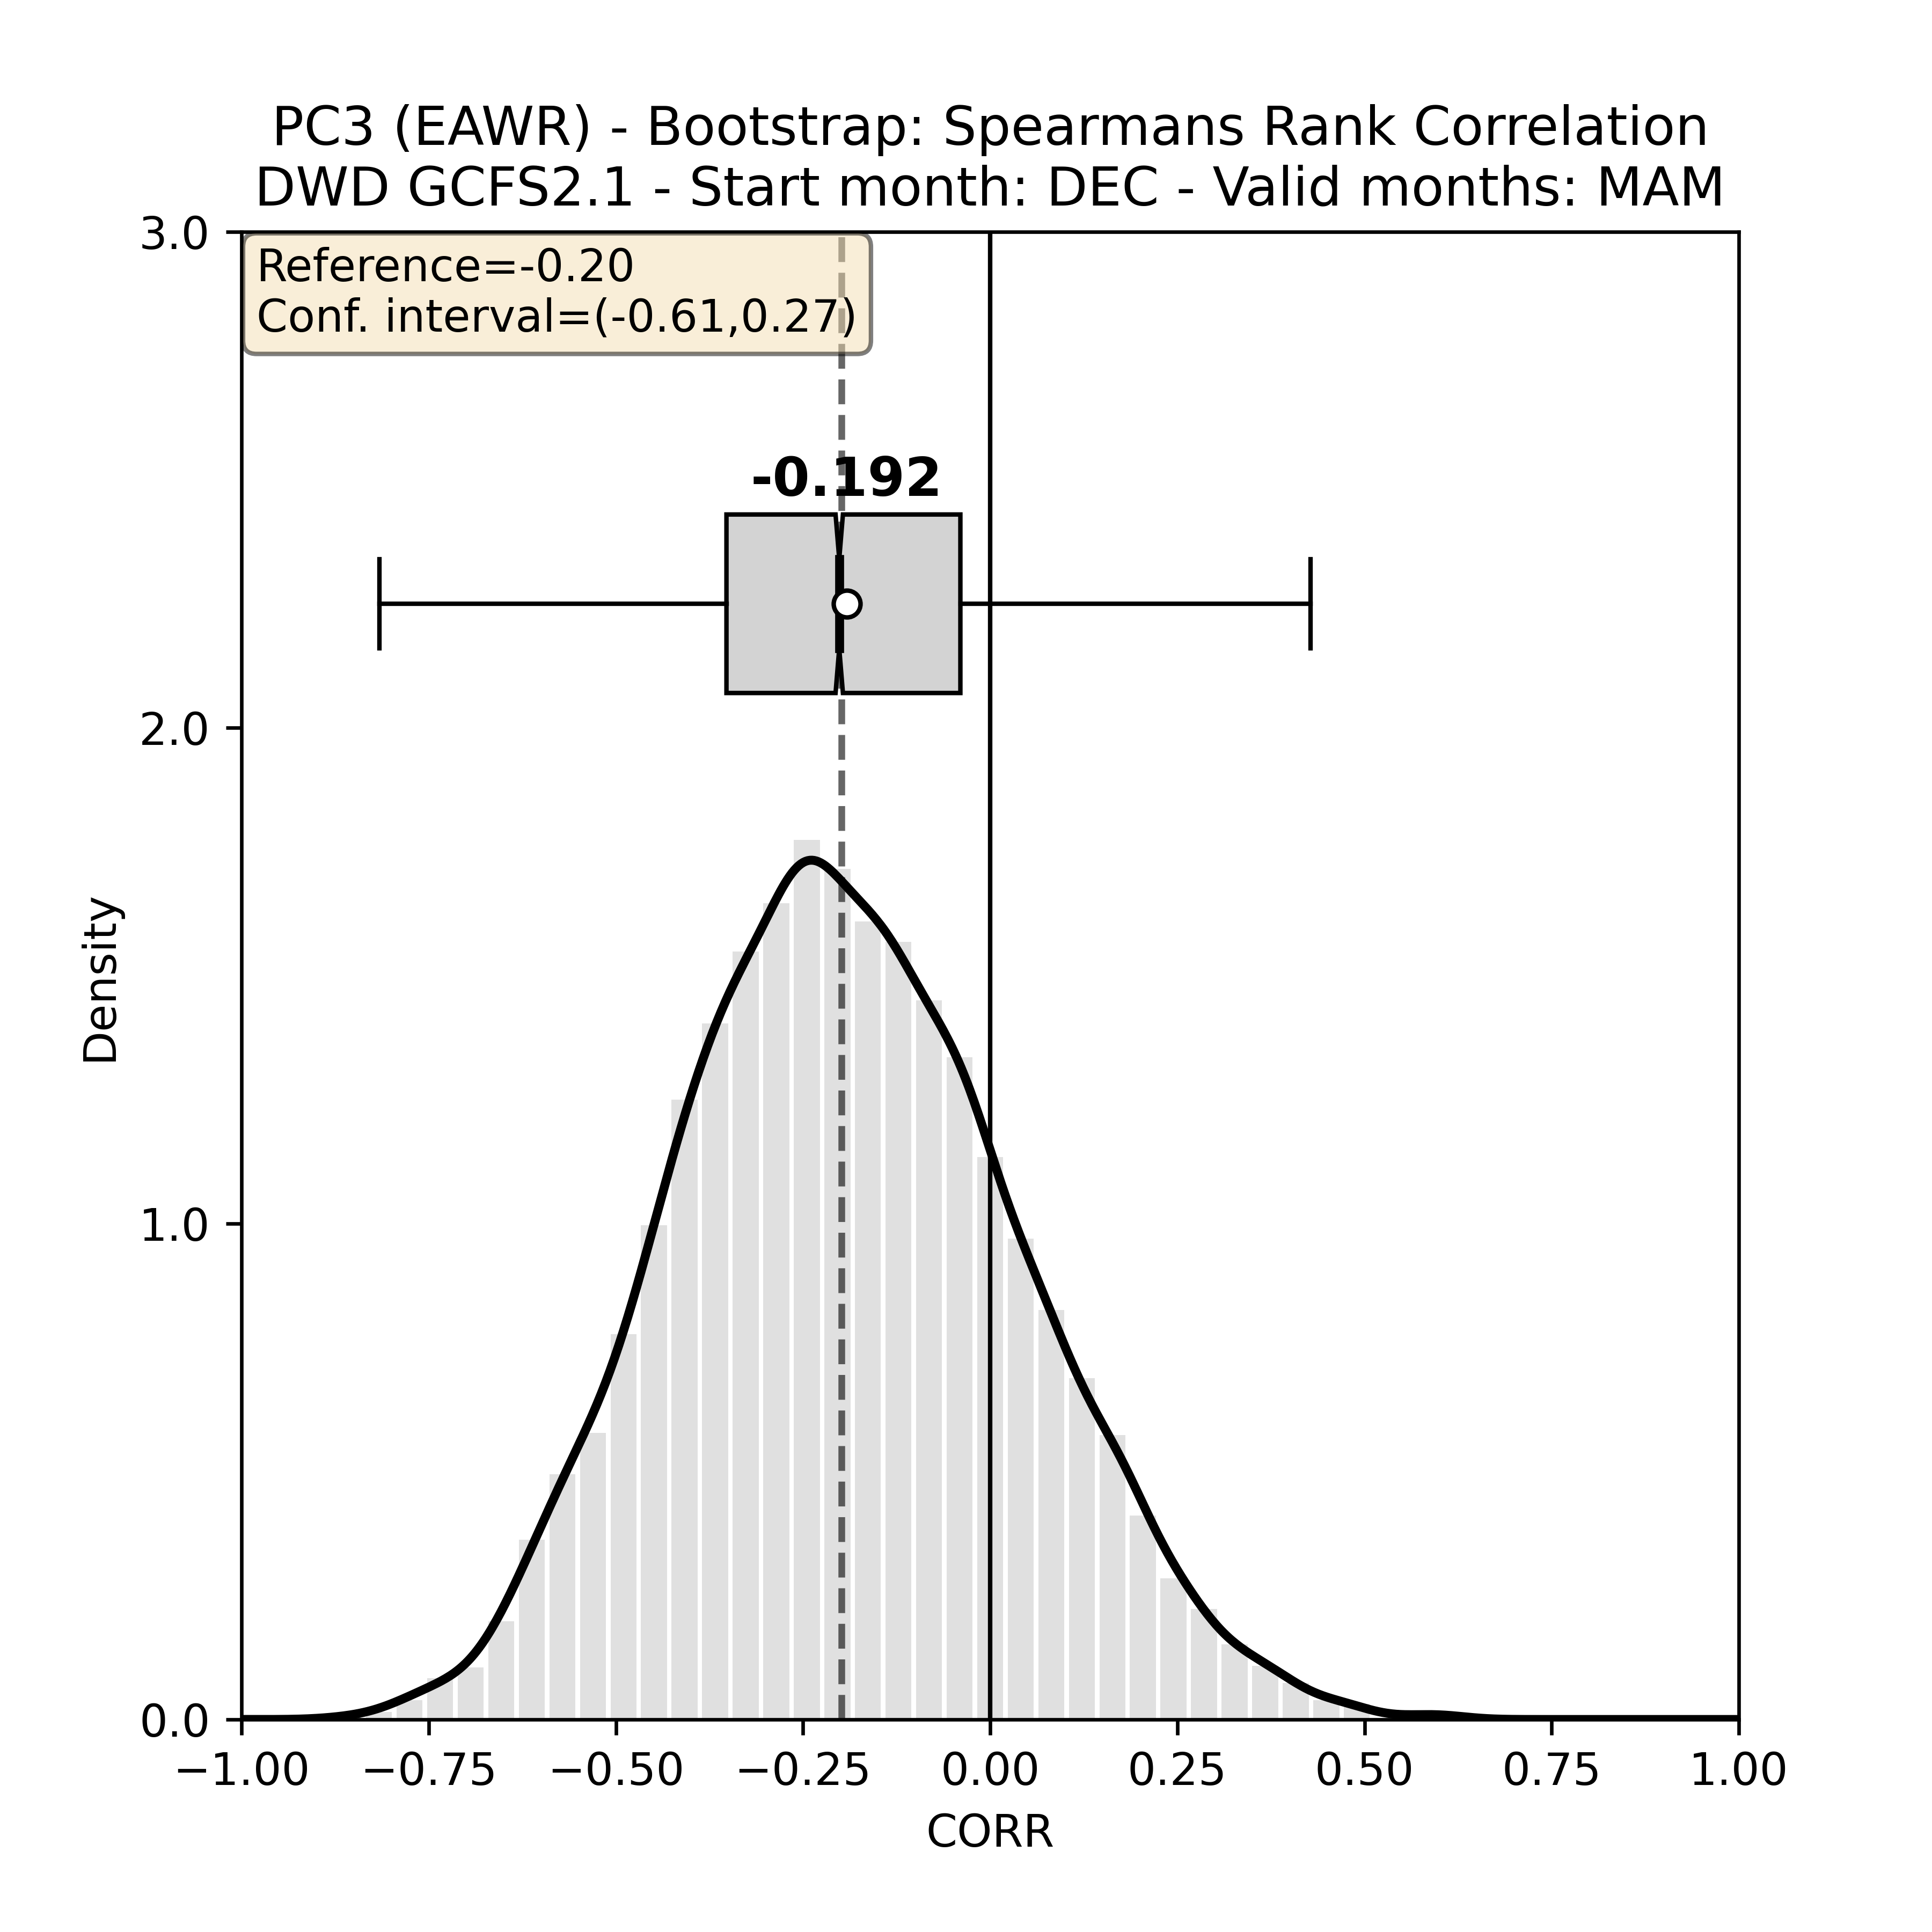 PC3 (EAWR) - Bootstrap: Spearmans Rank Correlation
DWD GCFS2.1 - Start month: DEC - Valid months: MAM
3.0
Reference=-0.20
Conf. interval=(-0.61,0.27)
-0.192
2.0
Density
1.0
0.0
−1.00 −0.75 −0.50 −0.25 0.00 0.25 0.50 0.75 1.00
CORR